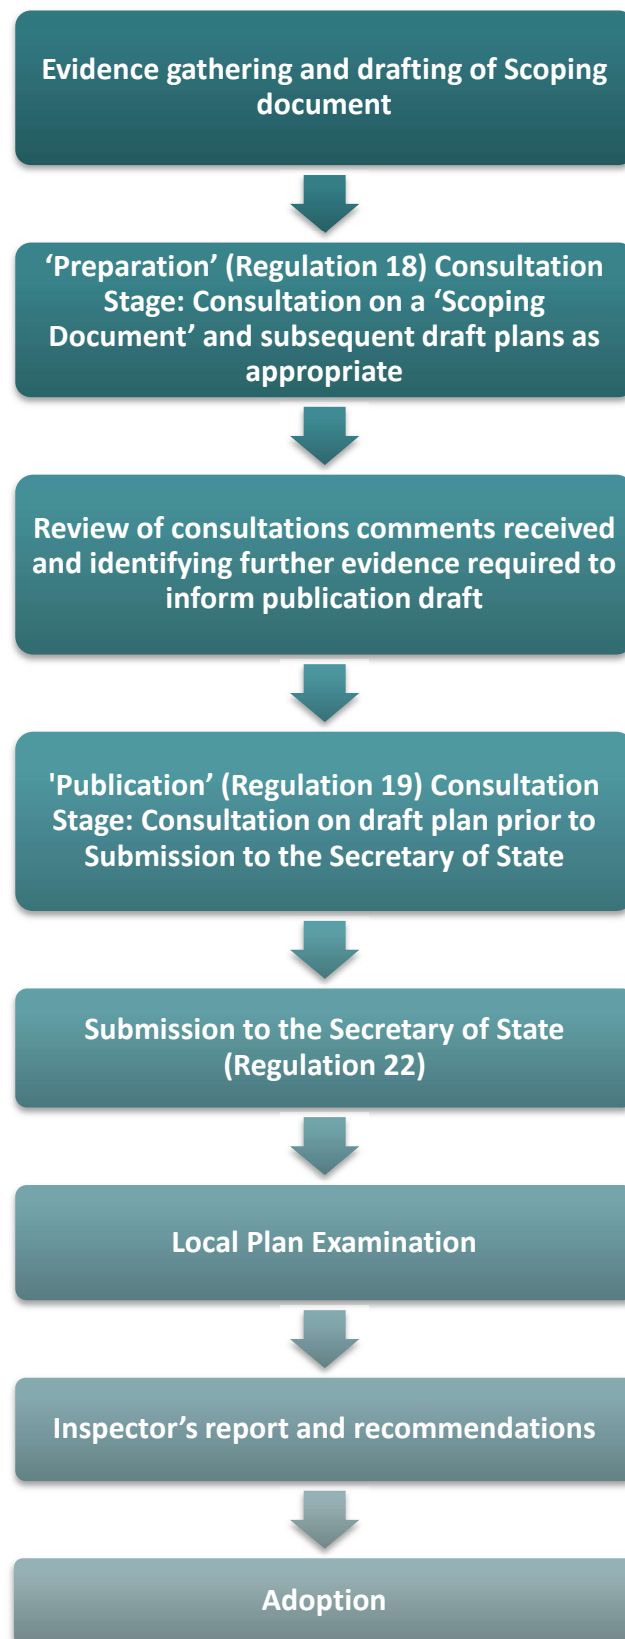 Evidence gathering and drafting of Scoping
document
‘Preparation’ (Regulation 18) Consultation
Stage: Consultation on a ‘Scoping
Document’ and subsequent draft plans as
appropriate
Review of consultations comments received
and identifying further evidence required to
inform publication draft
'Publication’ (Regulation 19) Consultation
Stage: Consultation on draft plan prior to
Submission to the Secretary of State
Submission to the Secretary of State
(Regulation 22)
Local Plan Examination
Inspector’s report and recommendations
Adoption